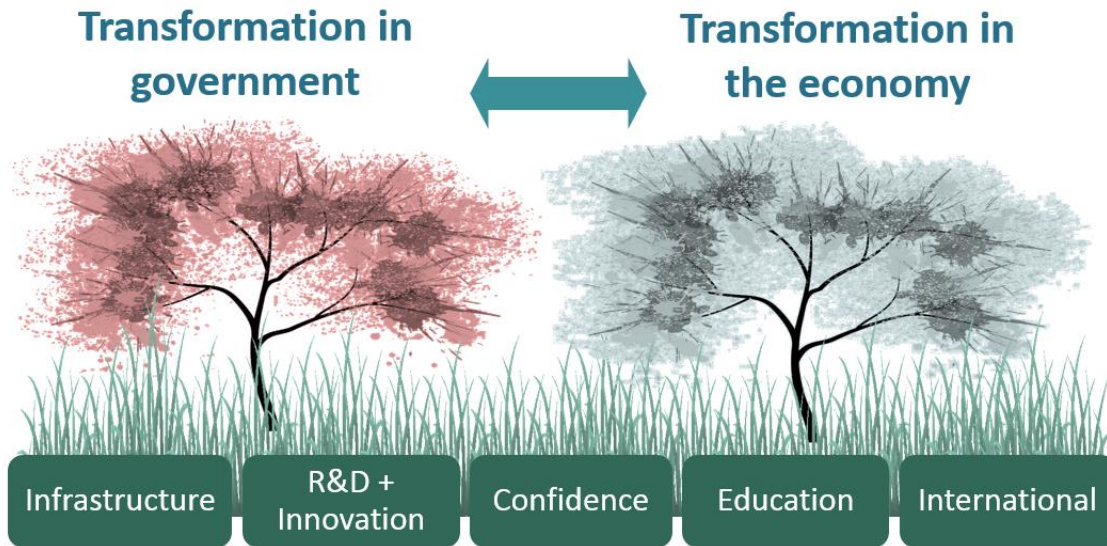 Transformation in
government
Transformation in
the economy
Infrastructure
R&D +
Innovation
Confidence
Education
International